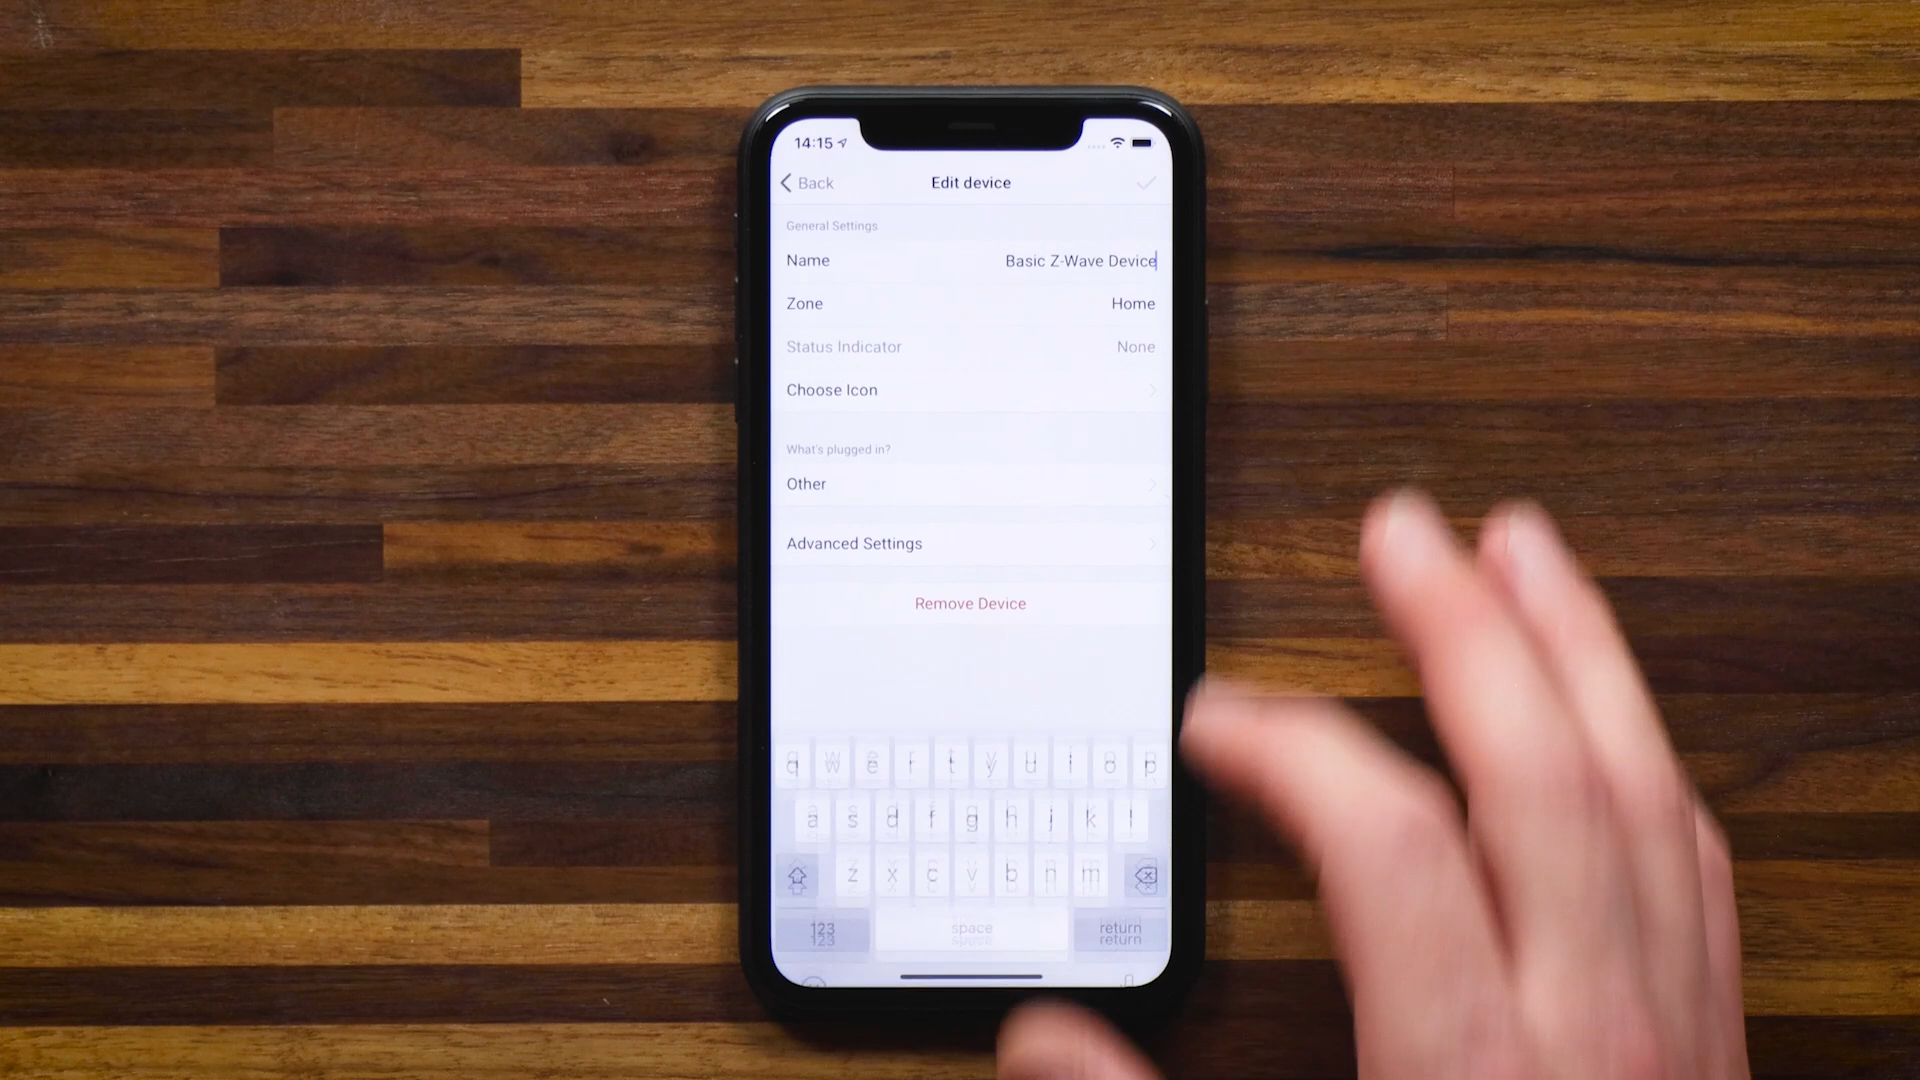 14:15
Back
Edit device
General Settings
Name Basic Z-Wave Device
Zone Home
Status Indicator None
Choose Icon
What's plugged in?
Other
Advanced Settings
Remove Device
q w e r t y u i o p
a s d f g h j k l
z x c v b n m
123 space return